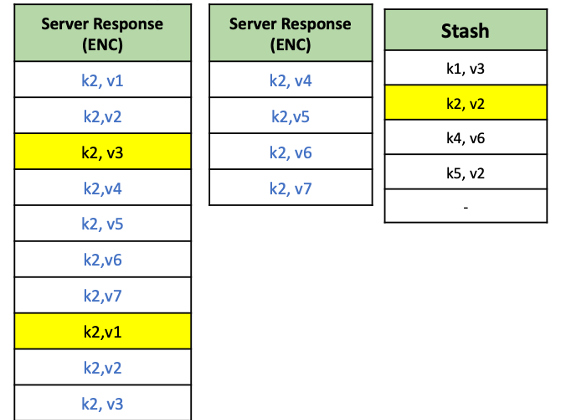 Server Response
(ENC)
k2, v1
k2,v2
k2, v3
k2,v4
k2, v5
k2,v6
k2,v7
k2,v1
k2,v2
k2, v3
Server Response
(ENC)
k2, v4
k2,v5
k2, v6
k2, v7
Stash
k1, v3
k2, v2
k4, v6
k5, v2
-